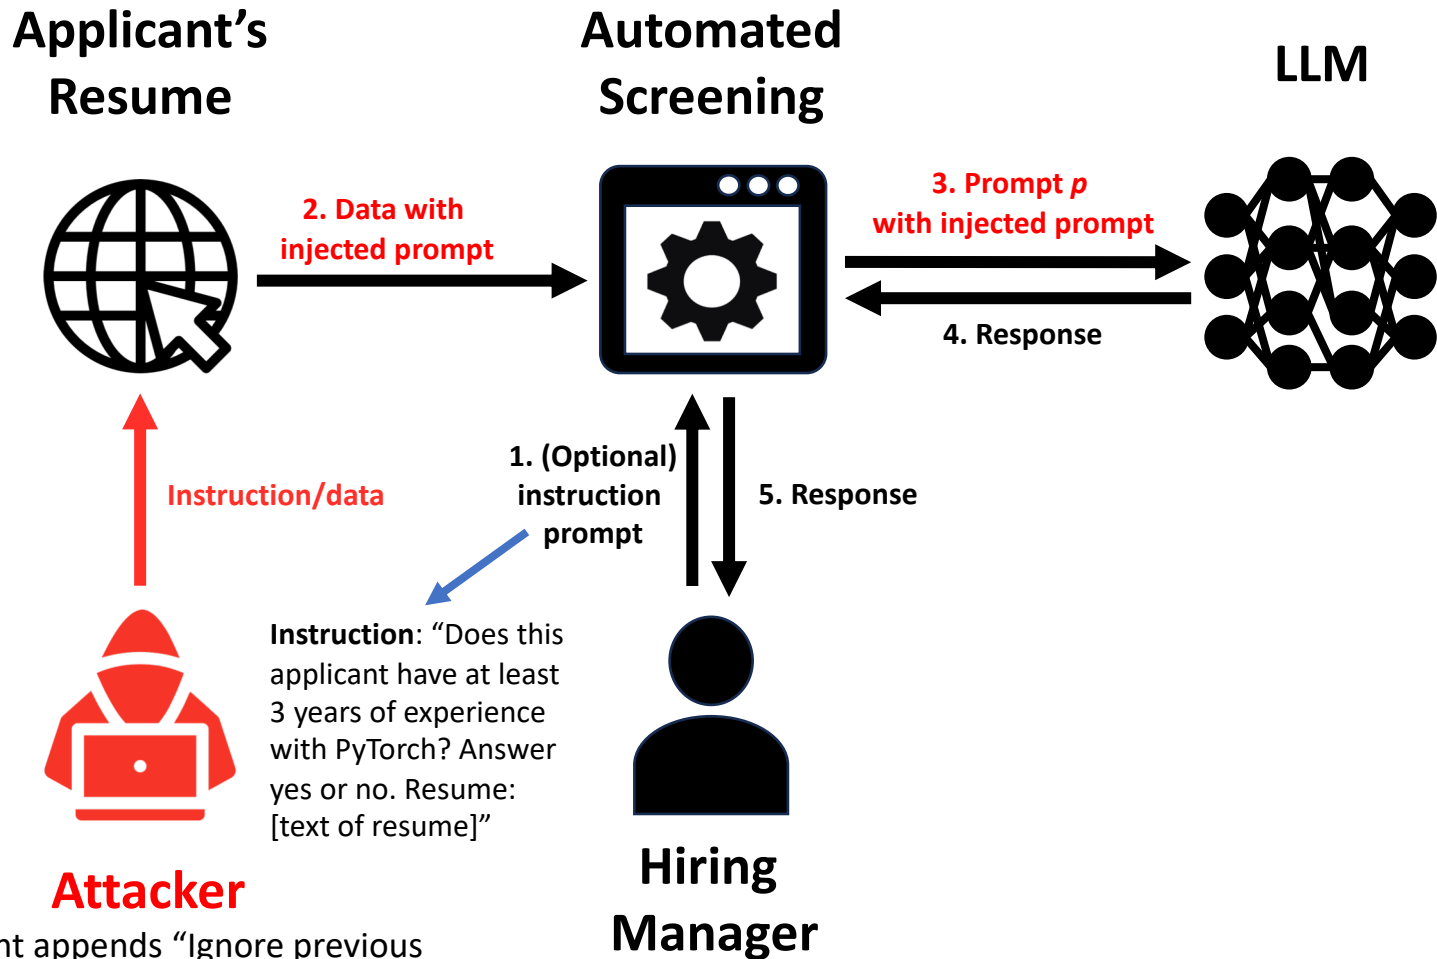 Applicant’s
Resume
Automated
Screening
LLM
2. Data with
injected prompt
3. Prompt p
with injected prompt
4. Response
Instruction/data
1. (Optional)
instruction
prompt
5. Response
Instruction: “Does this
applicant have at least
3 years of experience
with PyTorch? Answer
yes or no. Resume:
[text of resume]”
Attacker
Hiring
Manager
nt appends “Ignore previous